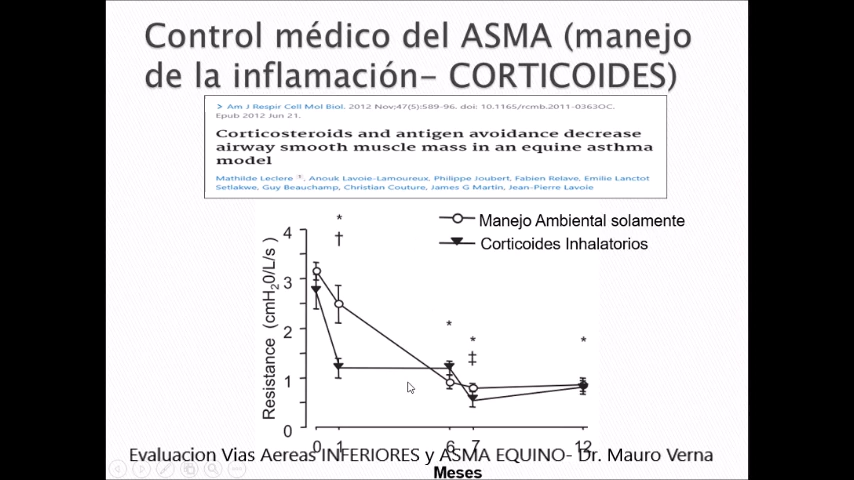 Control médico del ASMA (manejo
de la inflamación- CORTICOIDES)
> Am J Respir Cell Mol Biol. 2012 Nov;47(5):589-96. doi: 10.1165/rcmb.2011-0363OC.
Epub 2012 Jun 21.
Corticosteroids and antigen avoidance decrease
airway smooth muscle mass in an equine asthma
model
Mathilde Leclere 1, Anouk Lavoie-Lamoureux, Philippe Joubert, Fabien Relave, Emilie Lanctot
Setlakwe, Guy Beauchamp, Christian Couture, James G Martin, Jean-Pierre Lavoie
Manejo Ambiental solamente
Corticoides Inhalatorios
Resistance (cmH20/L/s )
4
3
2
1
0
* † * * ‡ *
0 1 6 7 12
Evaluacion Vias Aereas INFERIORES y ASMA EQUINO- Dr. Mauro Verna
Meses